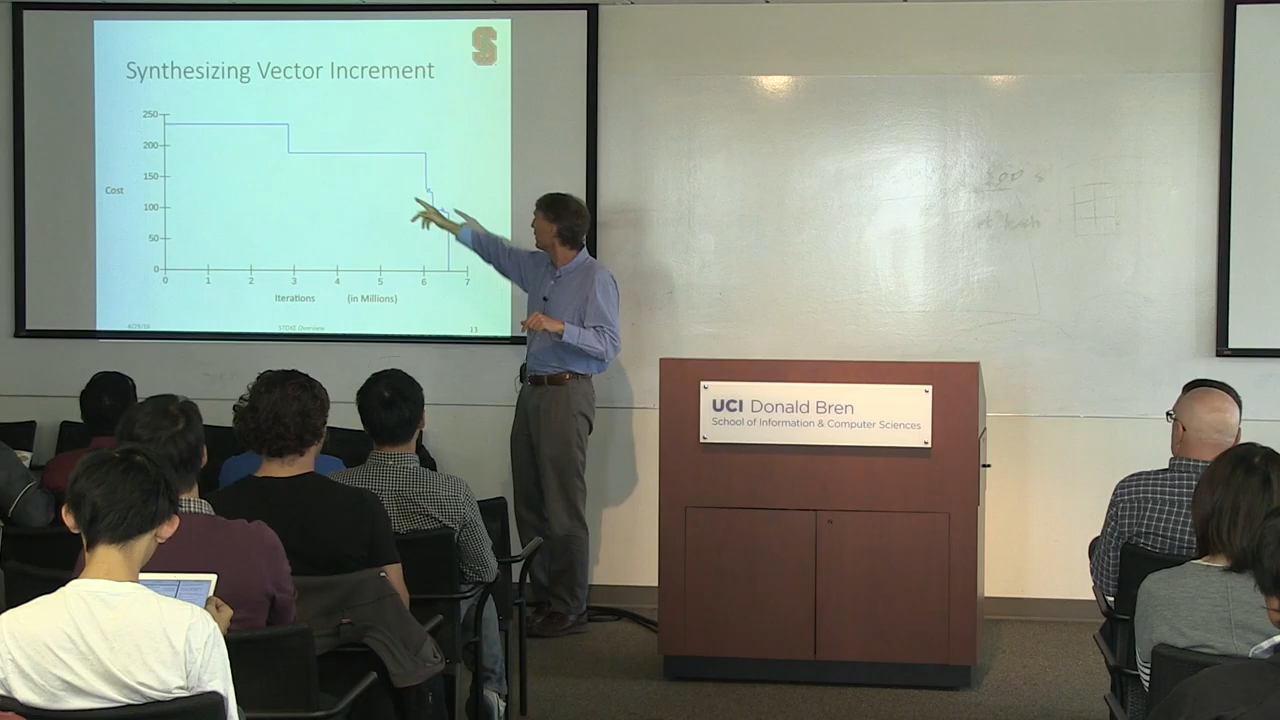 S
Synthesizing Vector Increment
250
200
150
100
50
0
Cost
0 1 2 3 4 5 6 7
Iterations (in Millions)
STOKE Overview 13
UCI Donald Bren
School of Information & Computer Sciences